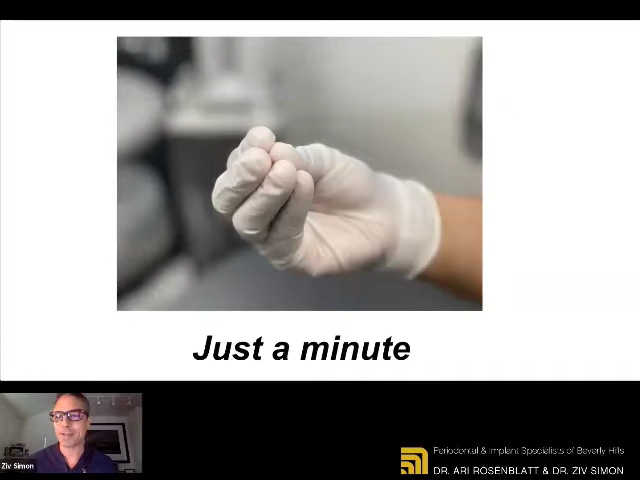 Just a minute
Ziv Simon
Periodontal & Implant Specialists of Beverly Hills
DR. ARI ROSENBLATT & DR. ZIV SIMON